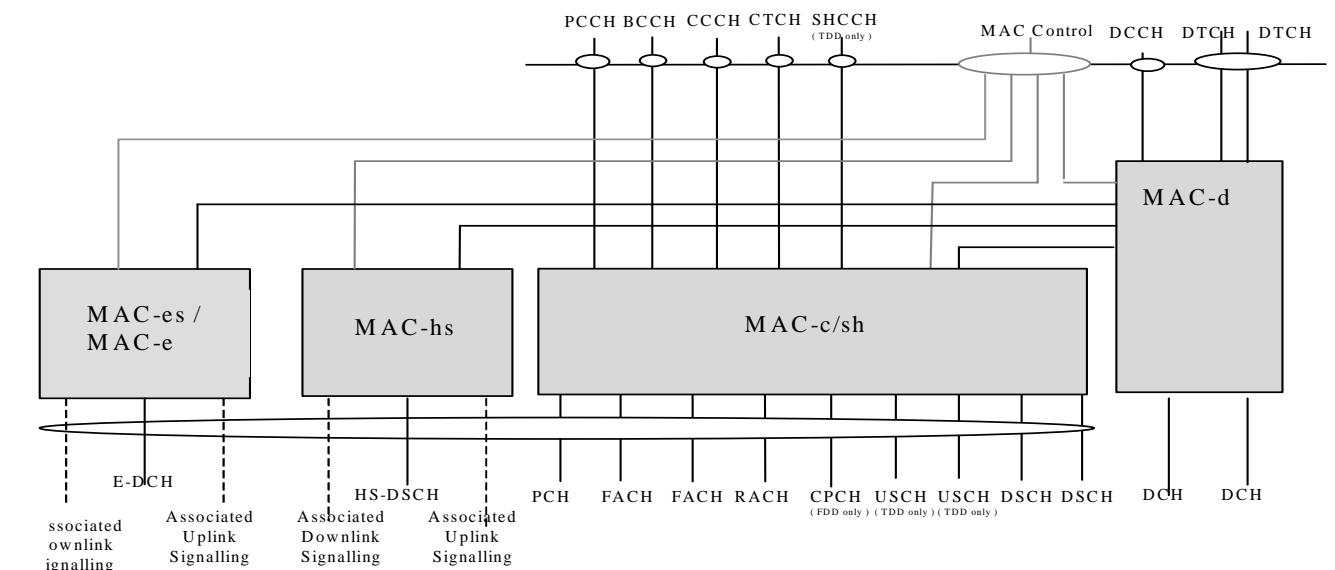 PCCH BCCH CCCH CTCH SHCCH
( TDD only )
MAC Control DCCH DTCH DTCH
MAC-d
MAC-es /
MAC-e
MAC-hs
MAC-c/sh
E-DCH
HS-DSCH
PCH FACH FACH RACH CPCH USCH USCH DSCH DSCH
( FDD only ) ( TDD only ) ( TDD only )
DCH DCH
ssociated
ownlink
ignalling
Associated
Uplink
Signalling
Associated
Downlink
Signalling
Associated
Uplink
Signalling